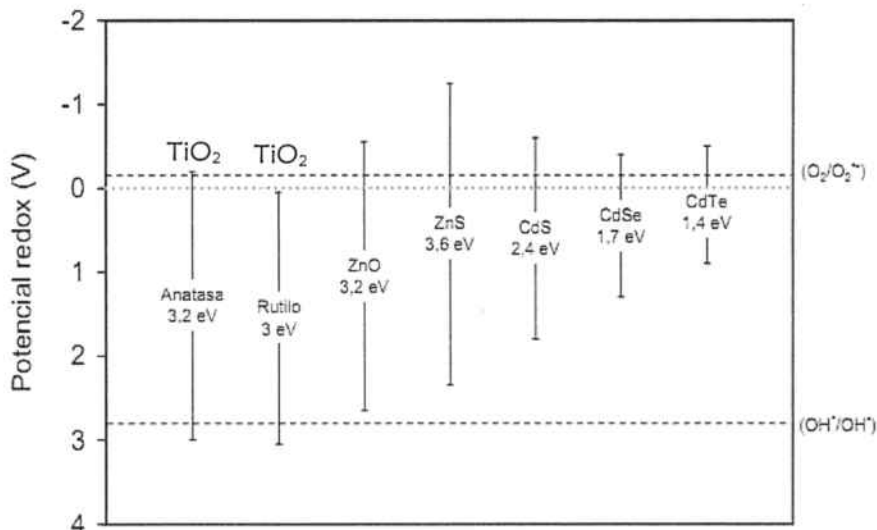 Potencial redox (V)
-2
-1
0
1
2
3
4
TiO₂
Anatasa
3,2 eV
TiO₂
Rutilo
3 eV
ZnO
3,2 eV
ZnS
3,6 eV
CdS
2,4 eV
CdSe
1,7 eV
CdTe
1,4 eV
(O₂/O₂•-)
(OH•/OH-)